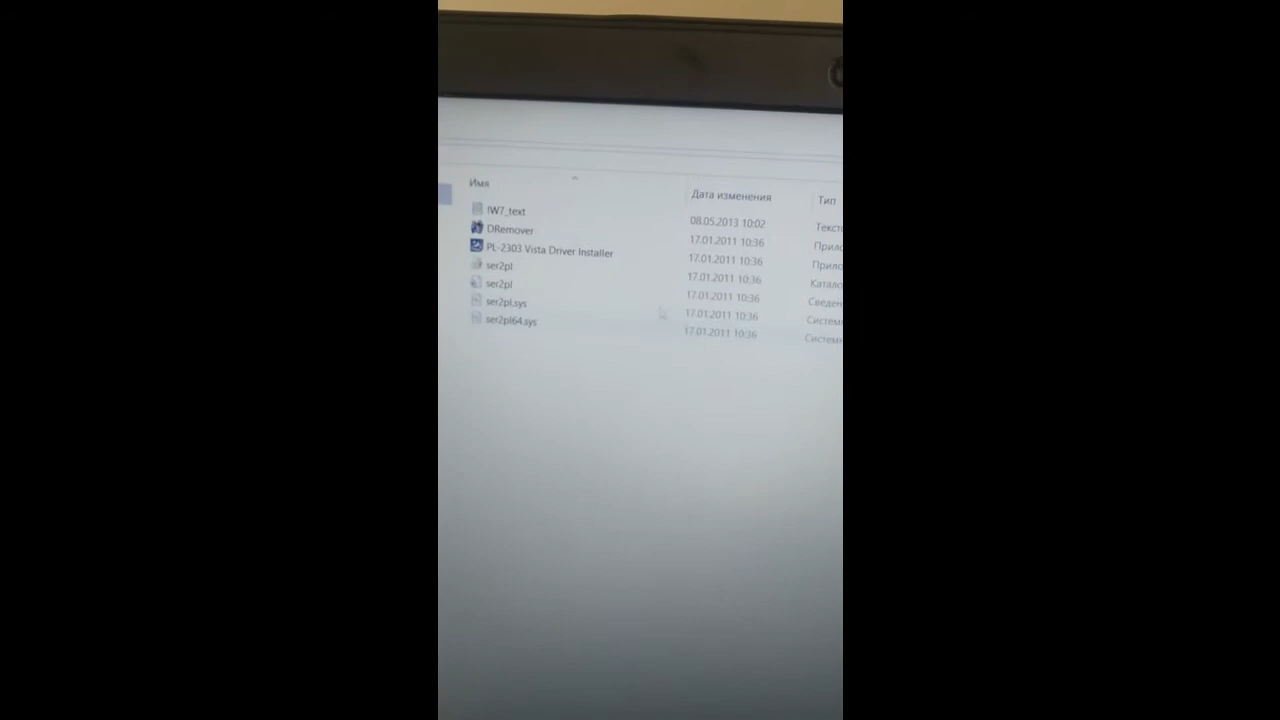 Имя Дата изменения Тип
!W7_text 08.05.2013 10:02
DRemover 17.01.2011 10:36
PL-2303 Vista Driver Installer 17.01.2011 10:36
ser2pl 17.01.2011 10:36
ser2pl 17.01.2011 10:36
ser2pl.sys 17.01.2011 10:36
ser2pl64.sys 17.01.2011 10:36